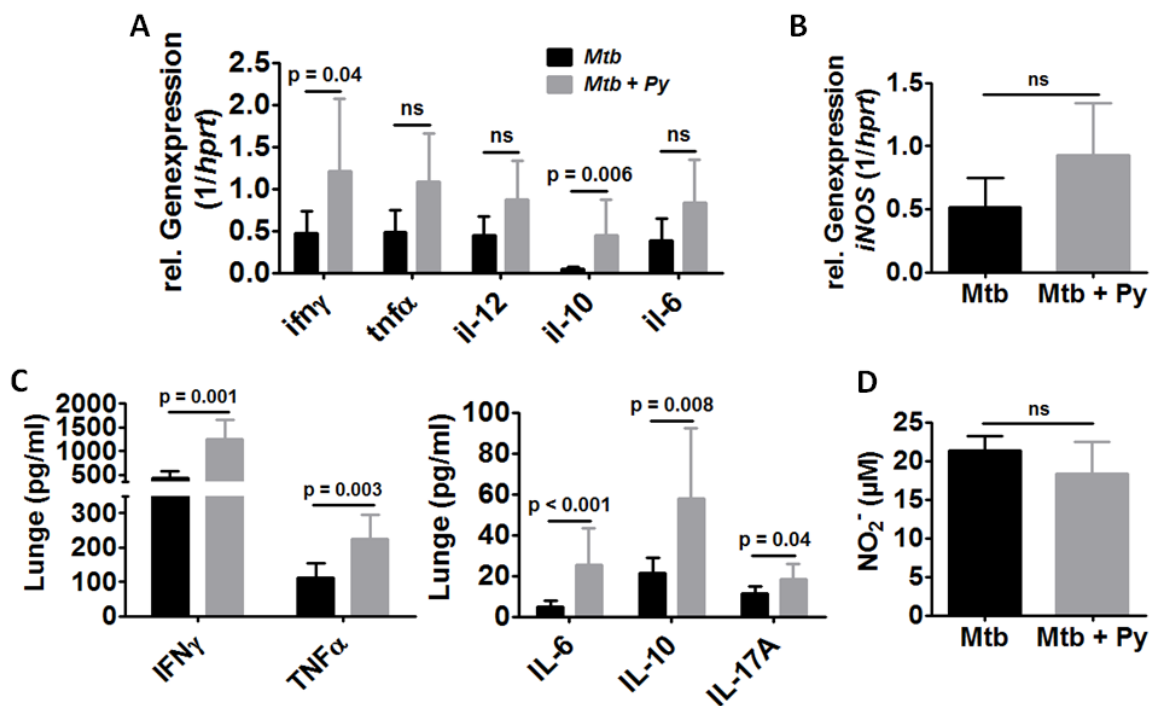 A
Mtb
Mtb + Py
rel. Genexpression
(1/hprt)
2.5
2.0
1.5
1.0
0.5
0.0
p = 0.04
ns
ns
p = 0.006
ns
ifnγ
tnfα
il-12
il-10
il-6
B
rel. Genexpression
iNOS (1/hprt)
1.5
1.0
0.5
0.0
ns
Mtb
Mtb + Py
C
Lunge (pg/ml)
2000
1500
1000
500
300
200
100
0
p = 0.001
p = 0.003
IFNγ
TNFα
Lunge (pg/ml)
100
80
60
40
20
0
p < 0.001
p = 0.008
p = 0.04
IL-6
IL-10
IL-17A
D
NO₂⁻ (μM)
25
20
15
10
5
0
ns
Mtb
Mtb + Py